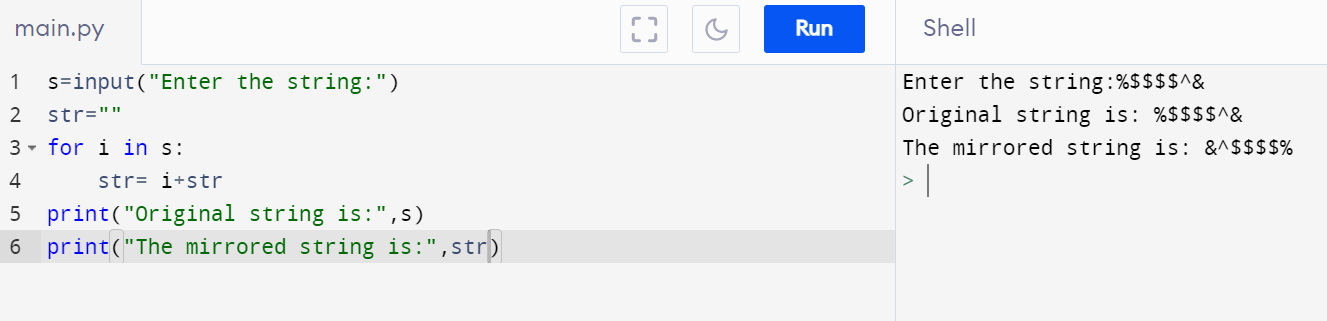 main.py
Run
Shell
1 s=input("Enter the string:")
2 str=""
3 for i in s:
4     str= i+str
5 print("Original string is:",s)
6 print("The mirrored string is:",str)
Enter the string:%$$$$^&
Original string is: %$$$$^&
The mirrored string is: &^$$$$%
>